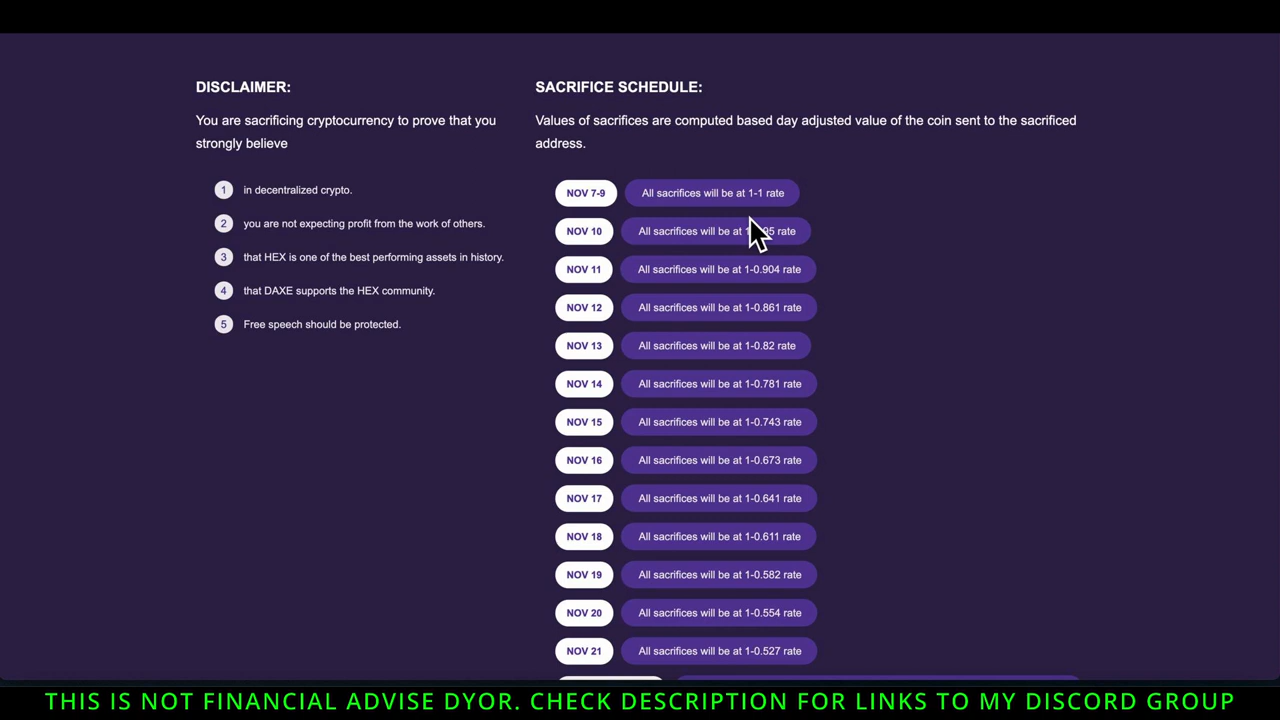 DISCLAIMER:
You are sacrificing cryptocurrency to prove that you
strongly believe
1 in decentralized crypto.
2 you are not expecting profit from the work of others.
3 that HEX is one of the best performing assets in history.
4 that DAXE supports the HEX community.
5 Free speech should be protected.
SACRIFICE SCHEDULE:
Values of sacrifices are computed based day adjusted value of the coin sent to the sacrificed
address.
NOV 7-9 All sacrifices will be at 1-1 rate
NOV 10 All sacrifices will be at rate
NOV 11 All sacrifices will be at 1-0.904 rate
NOV 12 All sacrifices will be at 1-0.861 rate
NOV 13 All sacrifices will be at 1-0.82 rate
NOV 14 All sacrifices will be at 1-0.781 rate
NOV 15 All sacrifices will be at 1-0.743 rate
NOV 16 All sacrifices will be at 1-0.673 rate
NOV 17 All sacrifices will be at 1-0.641 rate
NOV 18 All sacrifices will be at 1-0.611 rate
NOV 19 All sacrifices will be at 1-0.582 rate
NOV 20 All sacrifices will be at 1-0.554 rate
NOV 21 All sacrifices will be at 1-0.527 rate
THIS IS NOT FINANCIAL ADVISE DYOR. CHECK DESCRIPTION FOR LINKS TO MY DISCORD GROUP